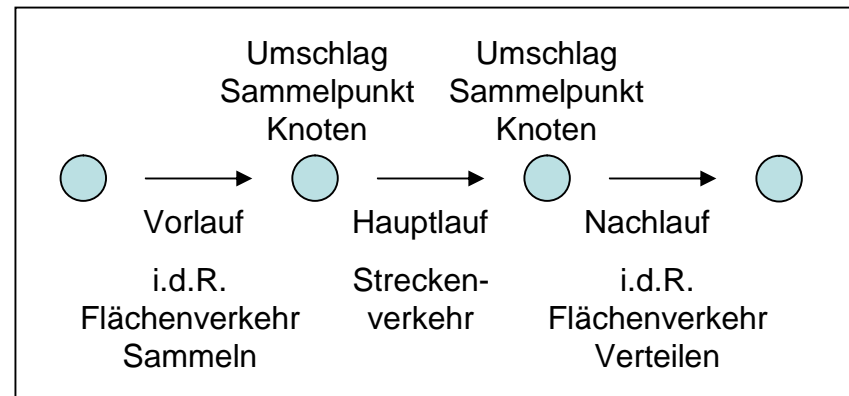 Umschlag
Sammelpunkt
Knoten
Umschlag
Sammelpunkt
Knoten
Vorlauf
Hauptlauf
Nachlauf
i.d.R.
Flächenverkehr
Sammeln
Strecken-
verkehr
i.d.R.
Flächenverkehr
Verteilen